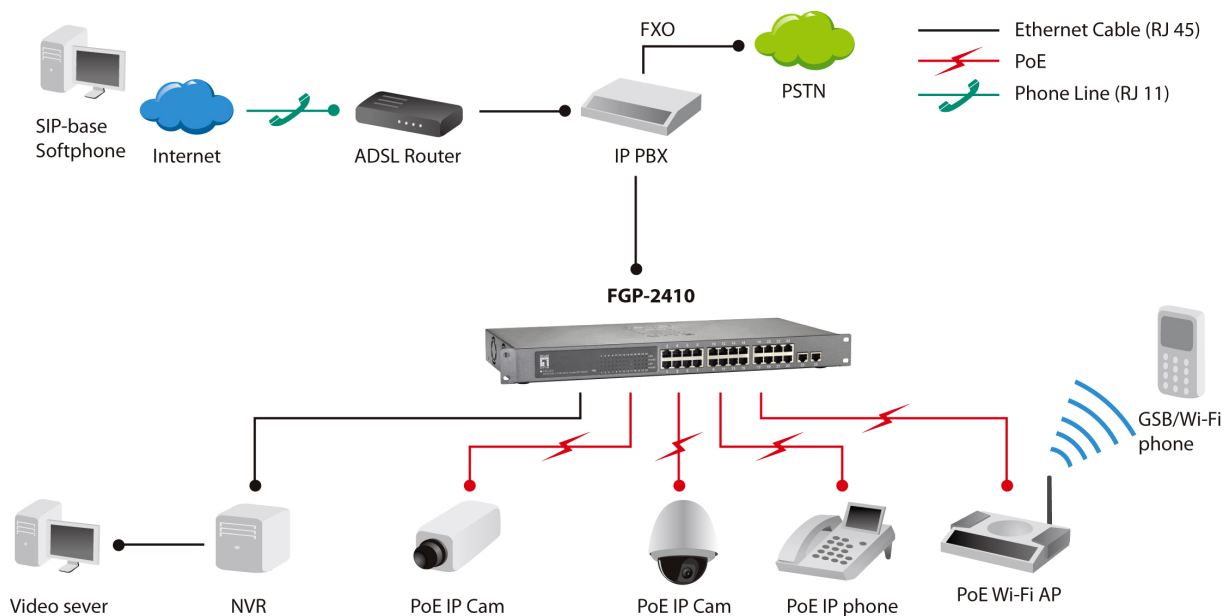 FXO
PSTN
Ethernet Cable (RJ 45)
PoE
Phone Line (RJ 11)
SIP-base
Softphone
Internet
ADSL Router
IP PBX
FGP-2410
GSB/Wi-Fi
phone
Video sever
NVR
PoE IP Cam
PoE IP Cam
PoE IP phone
PoE Wi-Fi AP